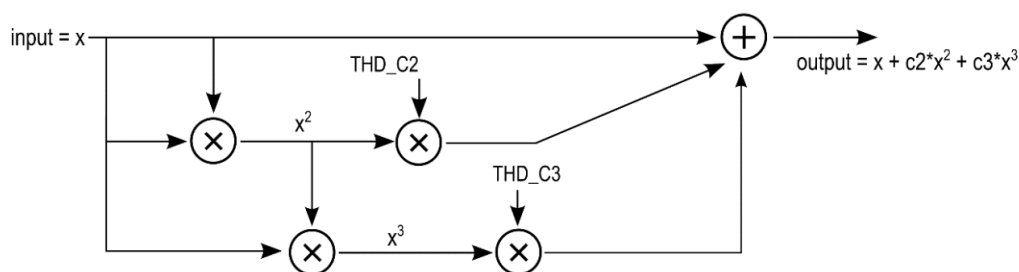 input = x
THD_C2
output = x + c2*x² + c3*x³
x²
THD_C3
x³